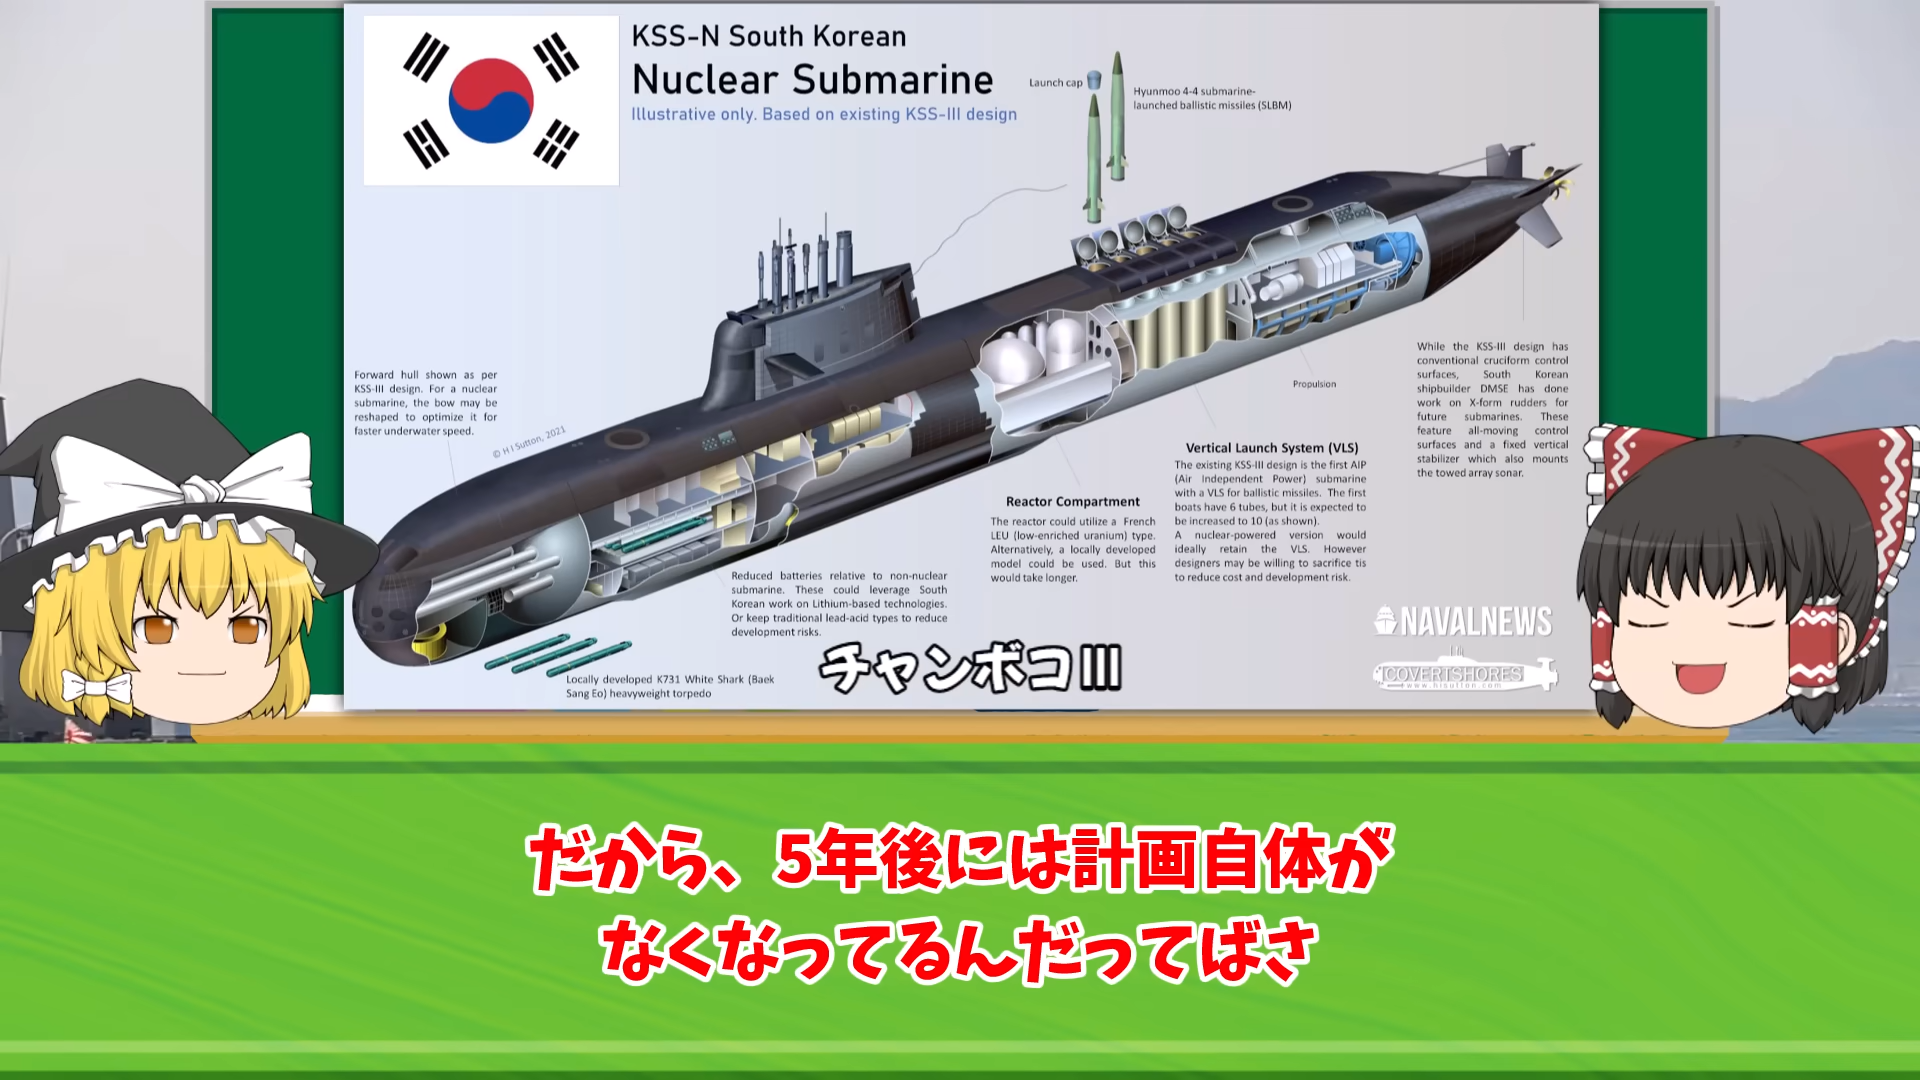 KSS-N South Korean
Nuclear Submarine
Illustrative only. Based on existing KSS-III design
Launch cap
Hyunmoo 4-4 submarine-
launched ballistic missiles (SLBM)
Forward hull shown as per
KSS-III design. For a nuclear
submarine, the bow may be
reshaped to optimize it for
faster underwater speed.
© H I Sutton, 2021
While the KSS-III design has
conventional cruciform control
surfaces, South Korean
shipbuilder DMSE has done
work on X-form rudders for
future submarines. These
feature all-moving control
surfaces and a fixed vertical
stabilizer which also mounts
the towed array sonar.
Propulsion
Vertical Launch System (VLS)
The existing KSS-III design is the first AIP
(Air Independent Power) submarine
with a VLS for ballistic missiles. The first
boats have 6 tubes, but it is expected to
be increased to 10 (as shown).
A nuclear-powered version would
ideally retain the VLS. However
designers may be willing to sacrifice tis
to reduce cost and development risk.
Reactor Compartment
The reactor could utilize a French
LEU (low-enriched uranium) type.
Alternatively, a locally developed
model could be used. But this
would take longer.
Reduced batteries relative to non-nuclear
submarine. These could leverage South
Korean work on Lithium-based technologies.
Or keep traditional lead-acid types to reduce
development risks.
Locally developed K731 White Shark (Baek
Sang Eo) heavyweight torpedo
NAVALNEWS
COVERTSHORES
www.hisutton.com
チャンボコⅢ
だから、5年後には計画自体が
なくなってるんだってばさ